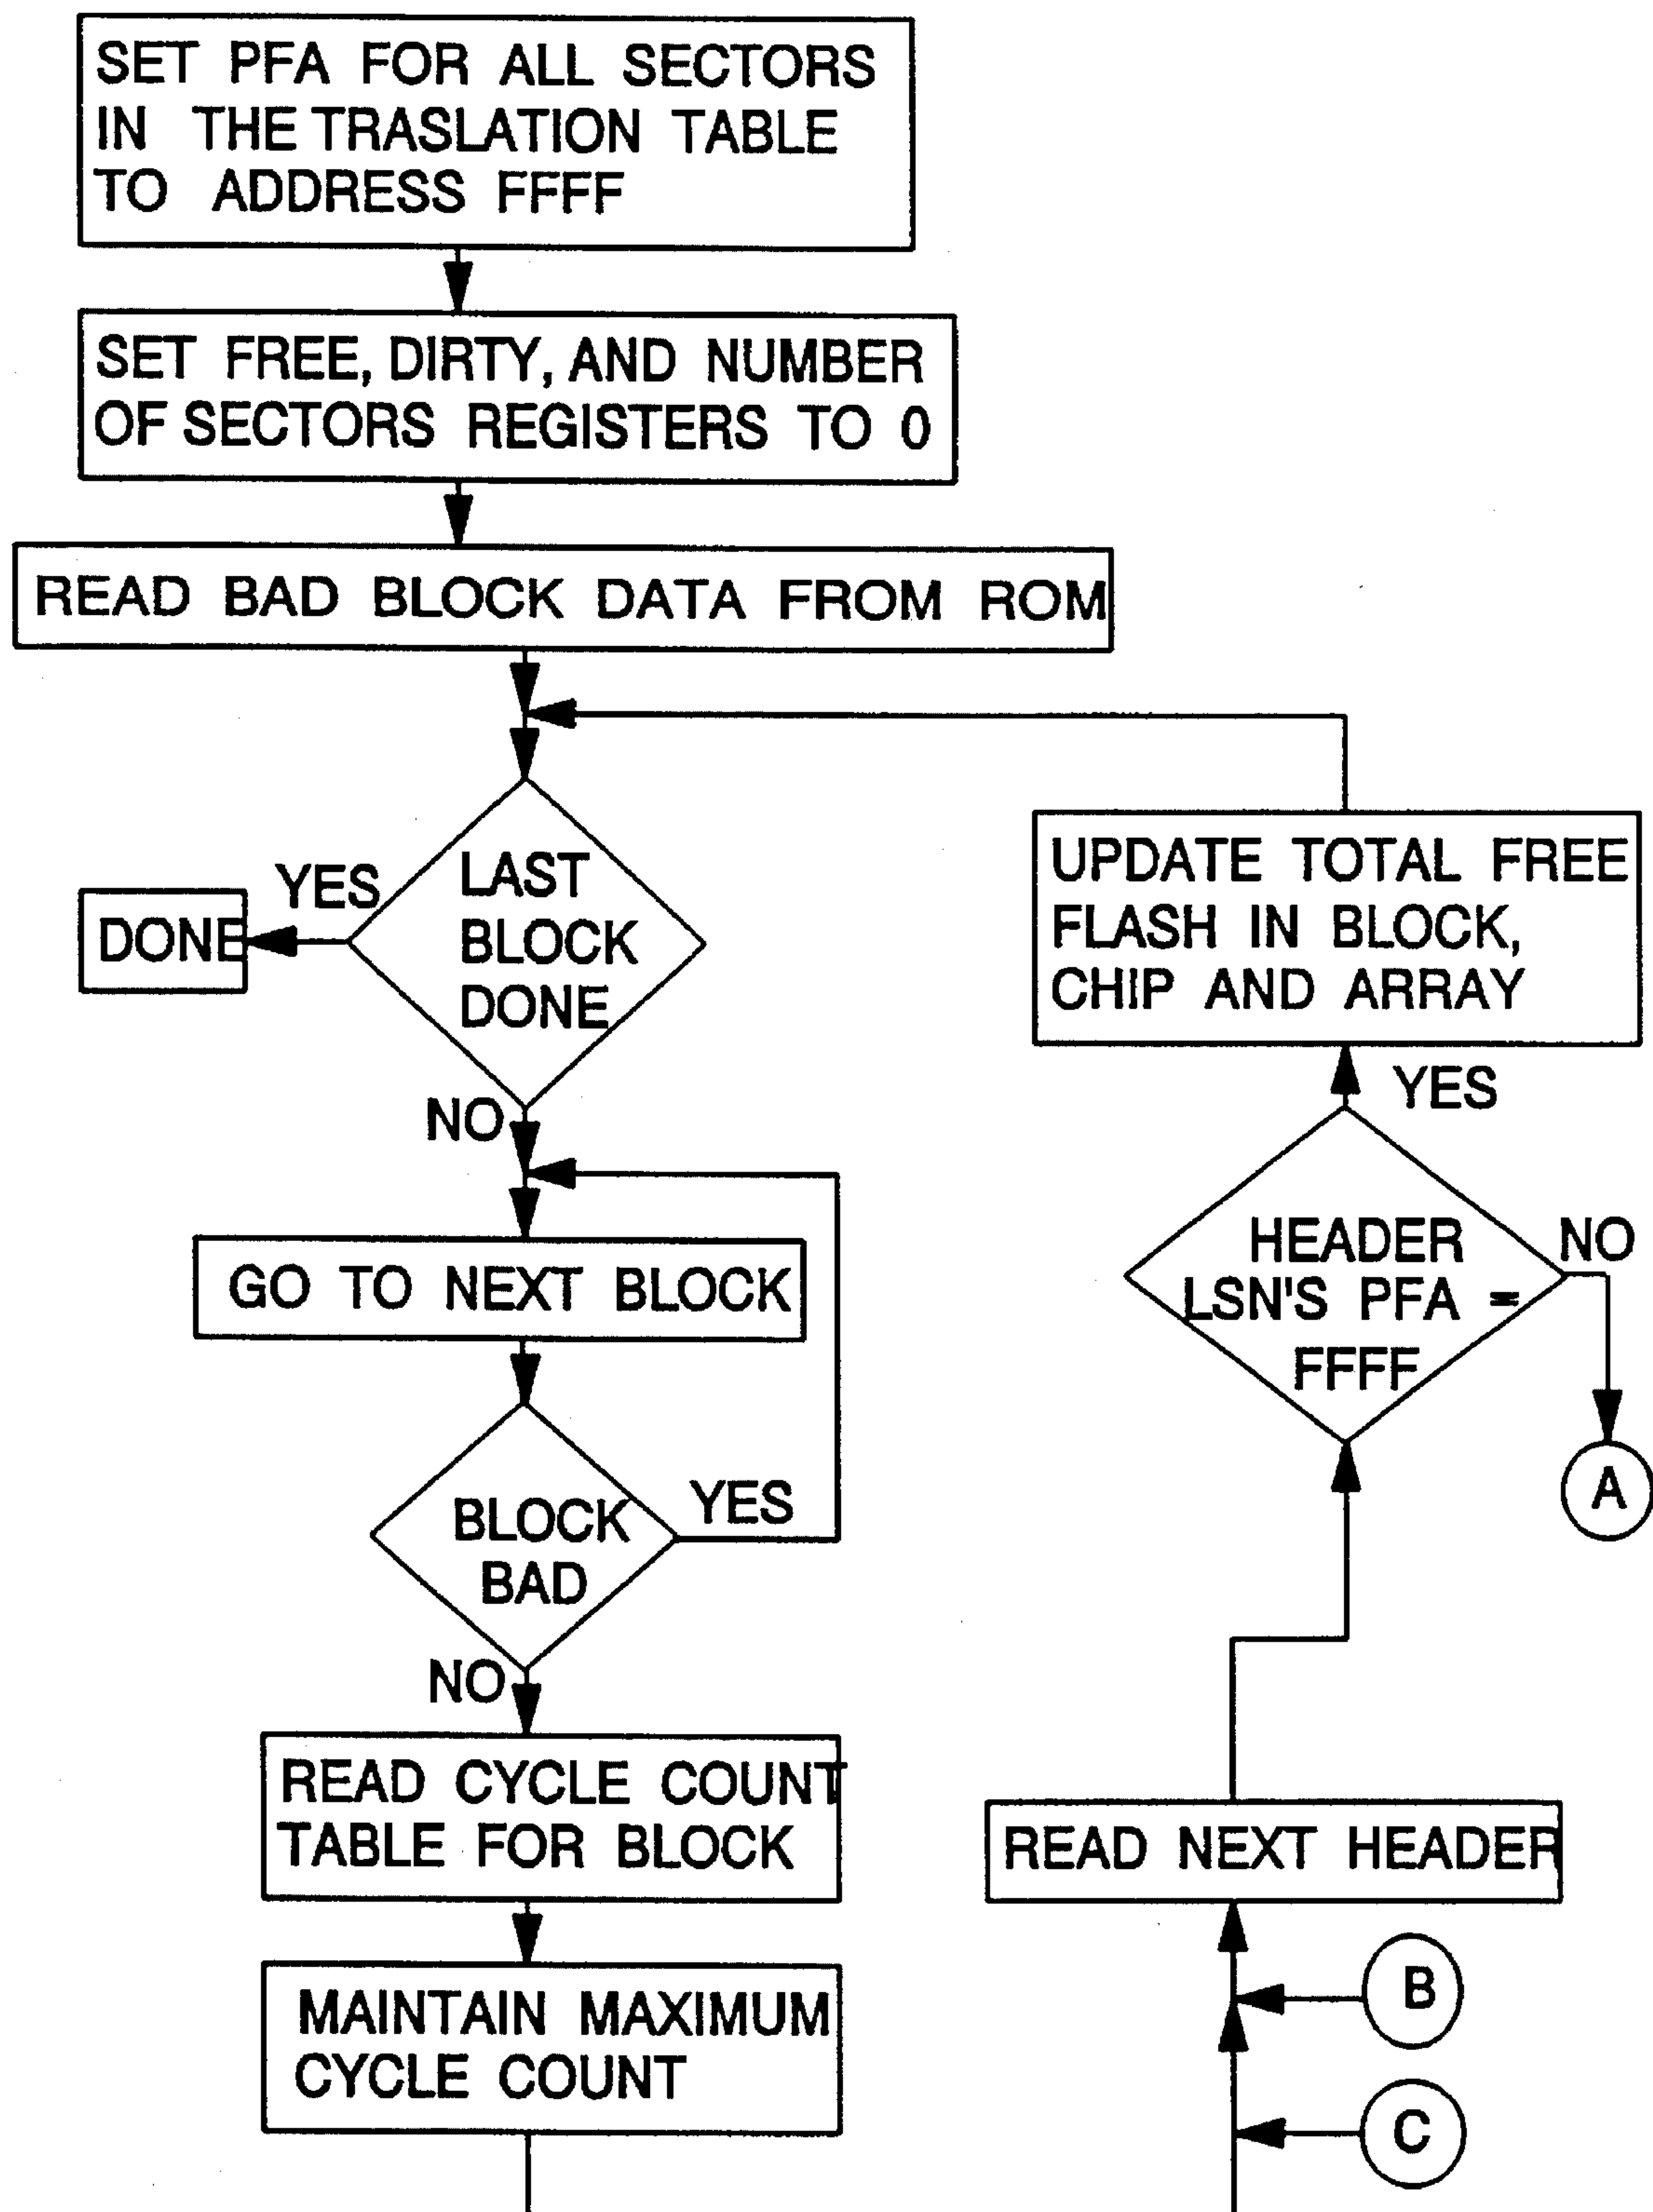 SET PFA FOR ALL SECTORS
IN THE TRASLATION TABLE
TO ADDRESS FFFF
SET FREE, DIRTY, AND NUMBER
OF SECTORS REGISTERS TO 0
READ BAD BLOCK DATA FROM ROM
LAST
BLOCK
DONE
YES
DONE
NO
GO TO NEXT BLOCK
BLOCK
BAD
YES
NO
READ CYCLE COUNT
TABLE FOR BLOCK
MAINTAIN MAXIMUM
CYCLE COUNT
UPDATE TOTAL FREE
FLASH IN BLOCK,
CHIP AND ARRAY
YES
HEADER
LSN'S PFA =
FFFF
NO
A
READ NEXT HEADER
B
C